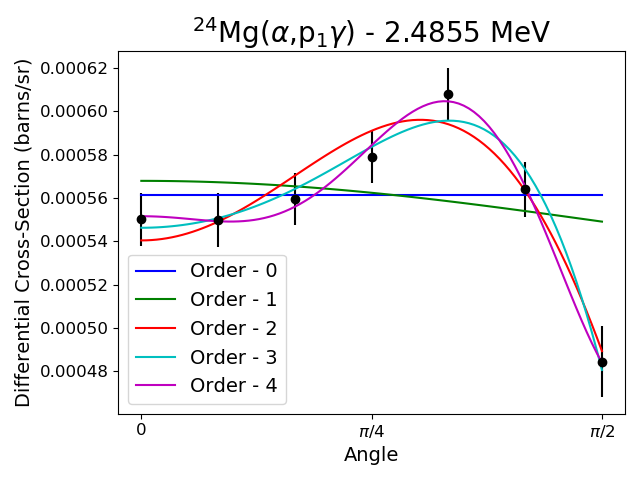 ²⁴Mg(α,p₁γ) - 2.4855 MeV
Differential Cross-Section (barns/sr)
0.00062
0.00060
0.00058
0.00056
0.00054
0.00052
0.00050
0.00048
Order - 0
Order - 1
Order - 2
Order - 3
Order - 4
0
π/4
π/2
Angle